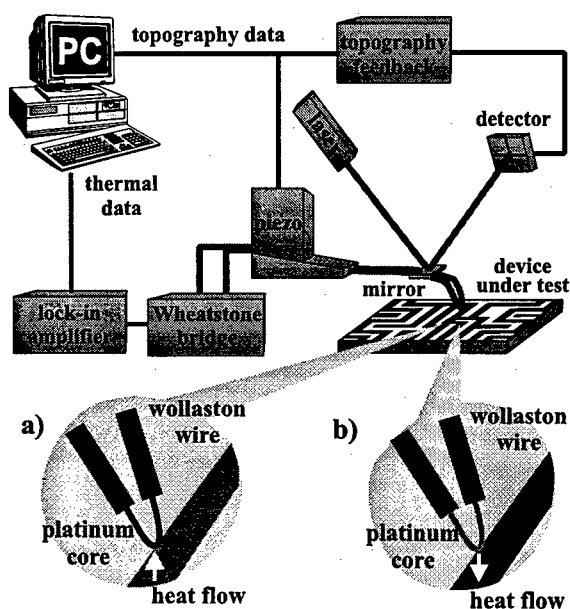 PC
topography data
topography
feedback
laser
detector
thermal
data
piezo
mirror
device
under test
lock-in
amplifier
Wheatstone
bridge
a)
wollaston
wire
platinum
core
heat flow
b)
wollaston
wire
platinum
core
heat flow